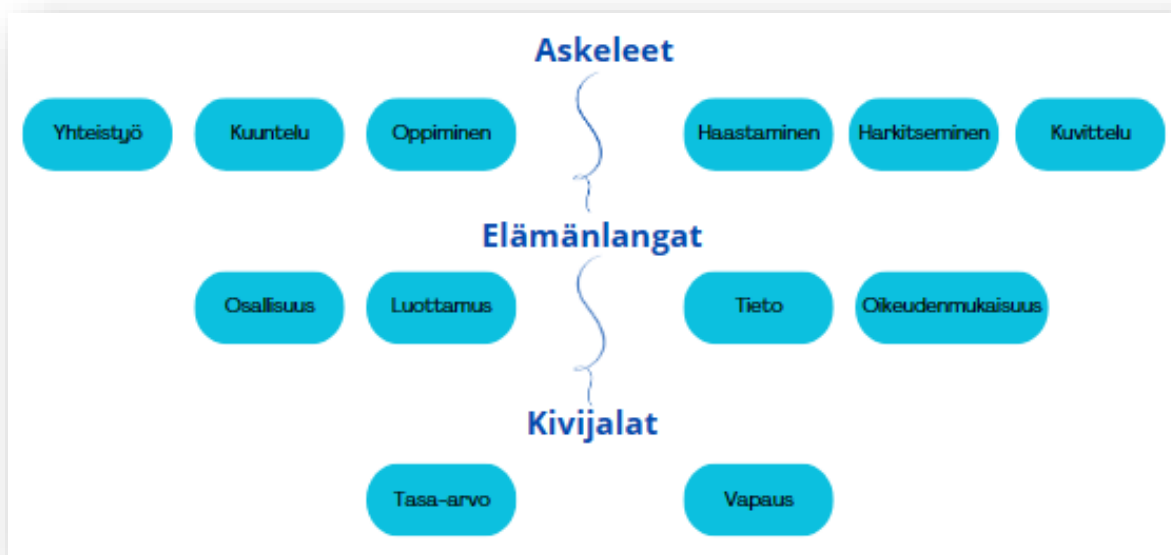 Askeleet
Yhteistyö Kuuntelu Oppiminen Haastaminen Harkitseminen Kuvittelu
Elämänlangat
Osallisuus Luottamus Tieto Oikeudenmukaisuus
Kivijalat
Tasa-arvo Vapaus